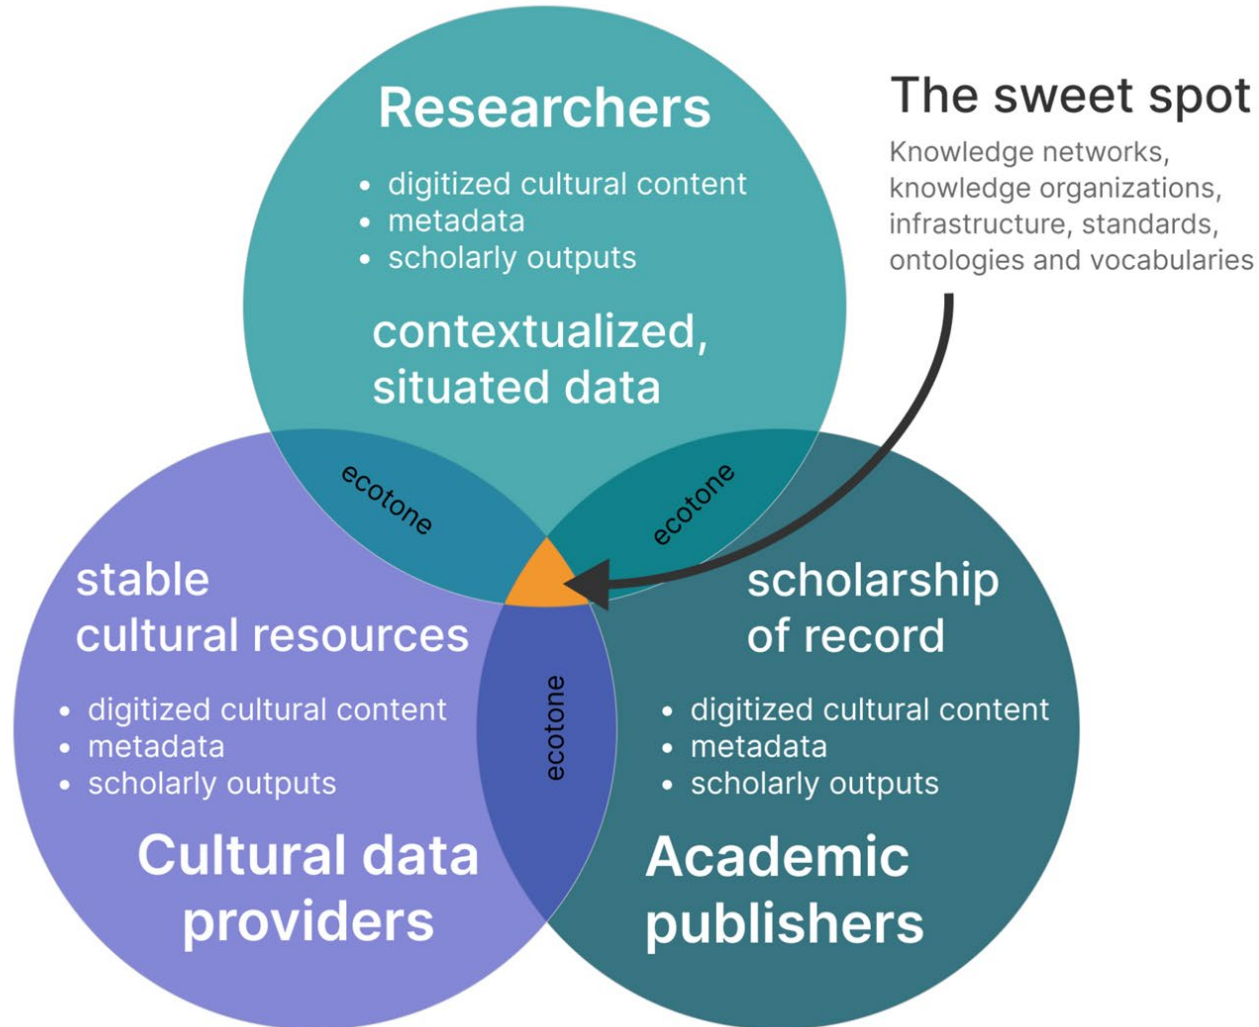 Researchers
• digitized cultural content
• metadata
• scholarly outputs
contextualized,
situated data
The sweet spot
Knowledge networks,
knowledge organizations,
infrastructure, standards,
ontologies and vocabularies
ecotone
ecotone
stable
cultural resources
• digitized cultural content
• metadata
• scholarly outputs
Cultural data
providers
ecotone
scholarship
of record
• digitized cultural content
• metadata
• scholarly outputs
Academic
publishers